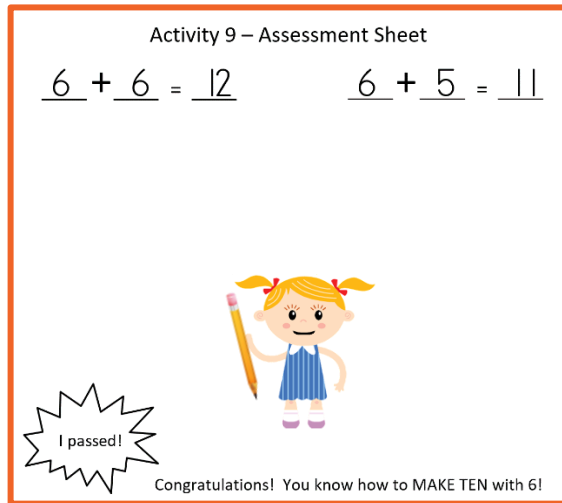 Activity 9 – Assessment Sheet
6 + 6 = 12 6 + 5 = 11
I passed!
Congratulations! You know how to MAKE TEN with 6!